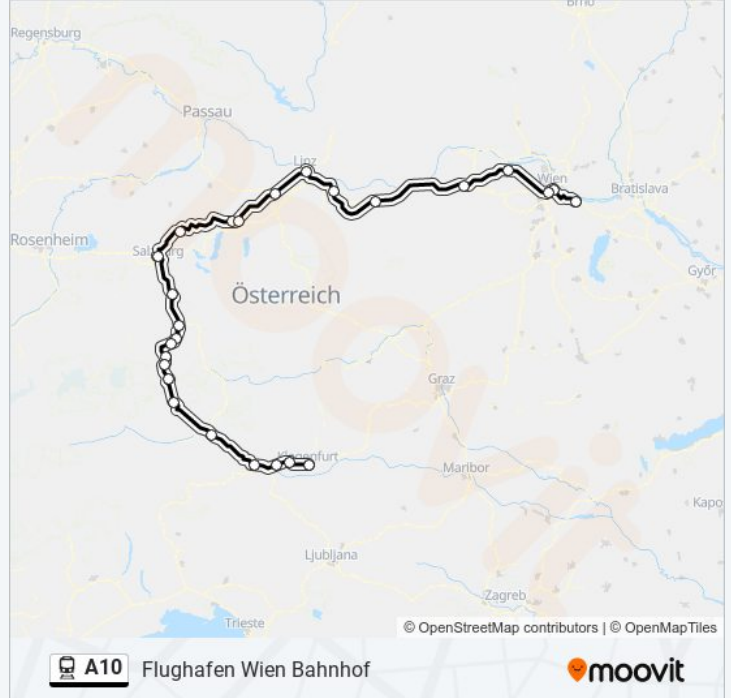 Brno
Regensburg
Passau
Linz
Wien
Bratislava
Rosenheim
Salzburg
Győr
Österreich
Graz
Klagenfurt
Maribor
Kapo
Ljubljana
Zagreb
Trieste
moovit
© OpenStreetMap contributors | © OpenMapTiles
A10 Flughafen Wien Bahnhof
moovit